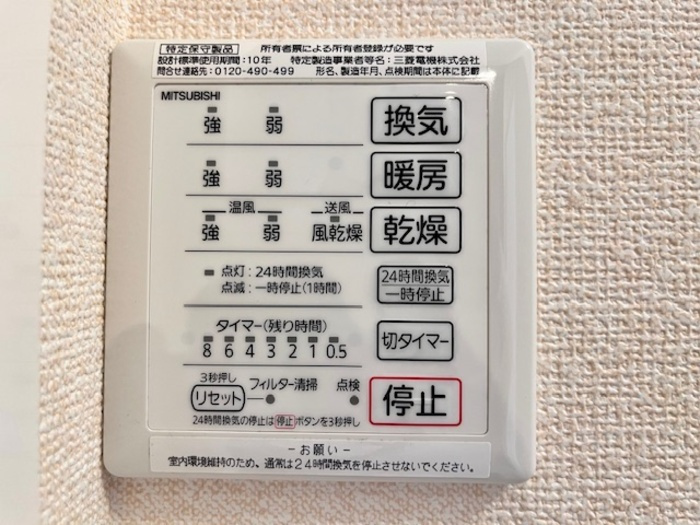 特定保守製品 所有者票による所有者登録が必要です
設計標準使用期間:10年 特定製造事業者等名:三菱電機株式会社
問合せ連絡先:0120-490-499 形名、製造年月、点検期間は本体に記載
MITSUBISHI
強 弱 換気
強 弱 暖房
温風 送風
強 弱 風乾燥 乾燥
点灯:24時間換気
点滅:一時停止(1時間)
24時間換気
一時停止
タイマー(残り時間)
8 6 4 3 2 1 0.5
切タイマー
3秒押し
リセット フィルター清掃 点検
停止
24時間換気の停止は停止ボタンを3秒押し
-お願い-
室内環境維持のため、通常は24時間換気を停止させないでください。